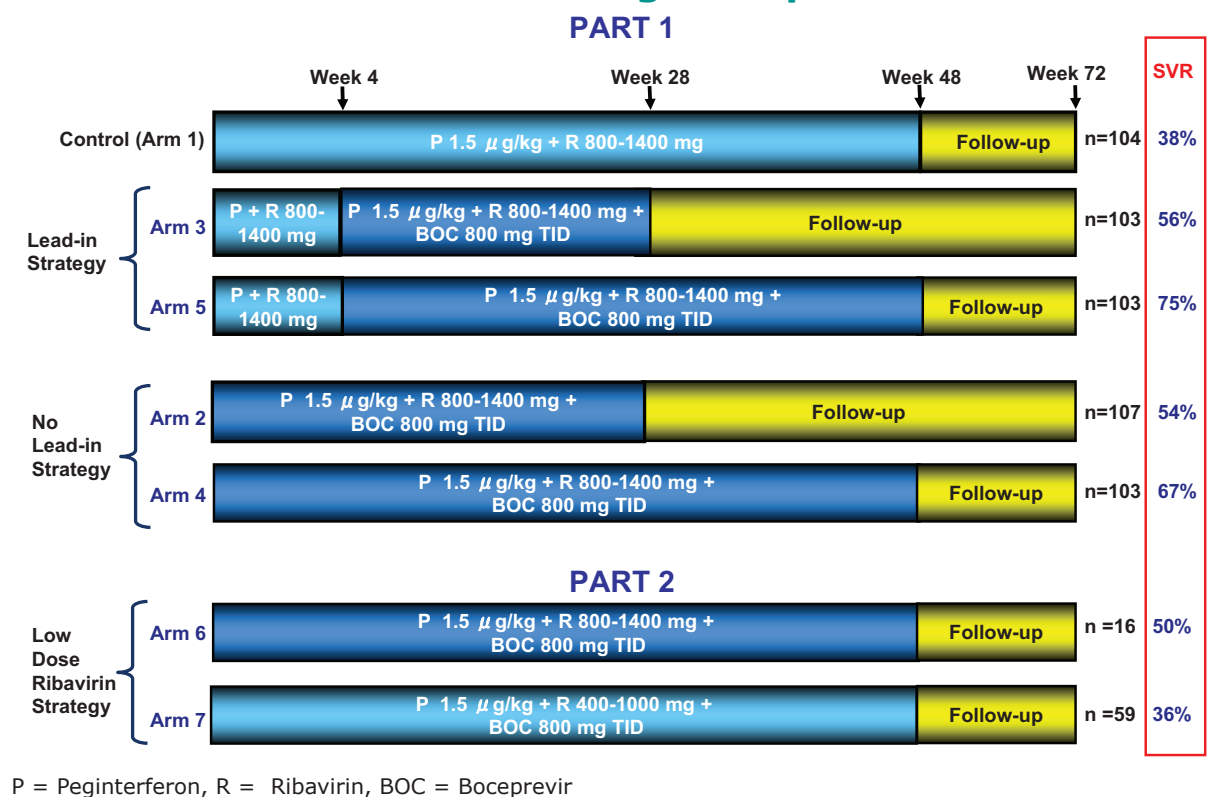 PART 1
Week 4
Week 28
Week 48
Week 72
SVR
Control (Arm 1)
P 1.5 μg/kg + R 800-1400 mg
Follow-up
n=104
38%
Lead-in
Strategy
Arm 3
P + R 800-
1400 mg
P 1.5 μg/kg + R 800-1400 mg +
BOC 800 mg TID
Follow-up
n=103
56%
Arm 5
P + R 800-
1400 mg
P 1.5 μg/kg + R 800-1400 mg +
BOC 800 mg TID
Follow-up
n=103
75%
No
Lead-in
Strategy
Arm 2
P 1.5 μg/kg + R 800-1400 mg +
BOC 800 mg TID
Follow-up
n=107
54%
Arm 4
P 1.5 μg/kg + R 800-1400 mg +
BOC 800 mg TID
Follow-up
n=103
67%
PART 2
Low
Dose
Ribavirin
Strategy
Arm 6
P 1.5 μg/kg + R 800-1400 mg +
BOC 800 mg TID
Follow-up
n =16
50%
Arm 7
P 1.5 μg/kg + R 400-1000 mg +
BOC 800 mg TID
Follow-up
n =59
36%
P = Peginterferon, R = Ribavirin, BOC = Boceprevir